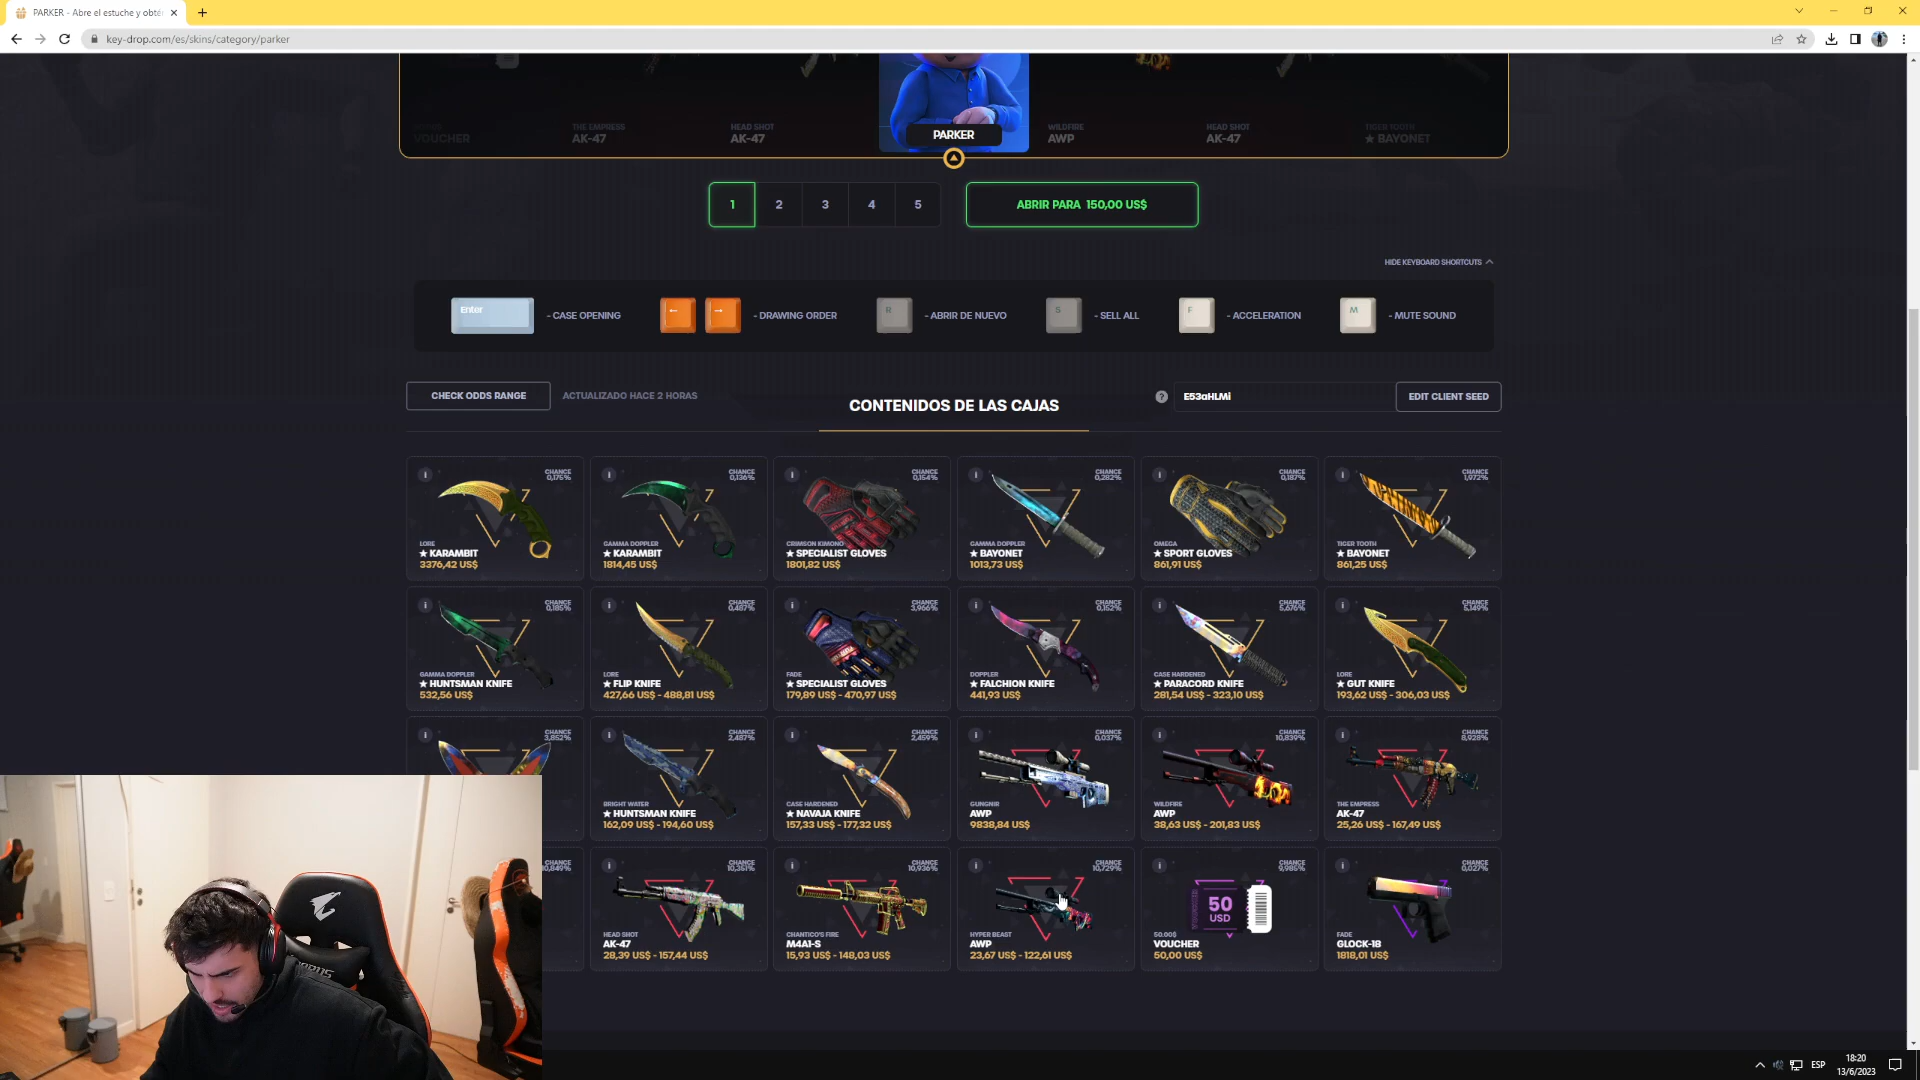 PARKER - Abre el estuche y obté
key-drop.com/es/skins/category/parker
VOUCHER
THE EMPRESS
AK-47
HEAD SHOT
AK-47
PARKER
WILDFIRE
AWP
HEAD SHOT
AK-47
TIGER TOOTH
★ BAYONET
1 2 3 4 5
ABRIR PARA 150,00 US$
HIDE KEYBOARD SHORTCUTS
Enter - CASE OPENING
← → - DRAWING ORDER
R - ABRIR DE NUEVO
S - SELL ALL
F - ACCELERATION
M - MUTE SOUND
CHECK ODDS RANGE
ACTUALIZADO HACE 2 HORAS
CONTENIDOS DE LAS CAJAS
? E53aHLMi
EDIT CLIENT SEED
CHANCE
0,175%
LORE
★ KARAMBIT
3376,42 US$
CHANCE
0,136%
GAMMA DOPPLER
★ KARAMBIT
1814,45 US$
CHANCE
0,154%
CRIMSON KIMONO
★ SPECIALIST GLOVES
1801,82 US$
CHANCE
0,282%
GAMMA DOPPLER
★ BAYONET
1013,73 US$
CHANCE
0,187%
OMEGA
★ SPORT GLOVES
861,91 US$
CHANCE
1,972%
TIGER TOOTH
★ BAYONET
861,25 US$
CHANCE
0,185%
GAMMA DOPPLER
★ HUNTSMAN KNIFE
532,56 US$
CHANCE
0,487%
LORE
★ FLIP KNIFE
427,66 US$ - 488,81 US$
CHANCE
3,966%
FADE
★ SPECIALIST GLOVES
179,89 US$ - 470,97 US$
CHANCE
0,152%
DOPPLER
★ FALCHION KNIFE
441,93 US$
CHANCE
5,676%
CASE HARDENED
★ PARACORD KNIFE
281,54 US$ - 323,10 US$
CHANCE
5,149%
LORE
★ GUT KNIFE
193,62 US$ - 306,03 US$
CHANCE
3,852%
CHANCE
2,487%
BRIGHT WATER
★ HUNTSMAN KNIFE
162,09 US$ - 194,60 US$
CHANCE
2,459%
CASE HARDENED
★ NAVAJA KNIFE
157,33 US$ - 177,32 US$
CHANCE
0,037%
GUNGNIR
AWP
9838,84 US$
CHANCE
10,839%
WILDFIRE
AWP
38,63 US$ - 201,83 US$
CHANCE
8,928%
THE EMPRESS
AK-47
25,26 US$ - 167,49 US$
CHANCE
10,849%
CHANCE
10,351%
HEAD SHOT
AK-47
28,39 US$ - 157,44 US$
CHANCE
10,936%
CHANTICO'S FIRE
M4A1-S
15,93 US$ - 148,03 US$
CHANCE
10,729%
HYPER BEAST
AWP
23,67 US$ - 122,61 US$
CHANCE
9,985%
50
USD
50.00$
VOUCHER
50,00 US$
CHANCE
0,027%
FADE
GLOCK-18
1818,01 US$
ESP
18:20
13/6/2023